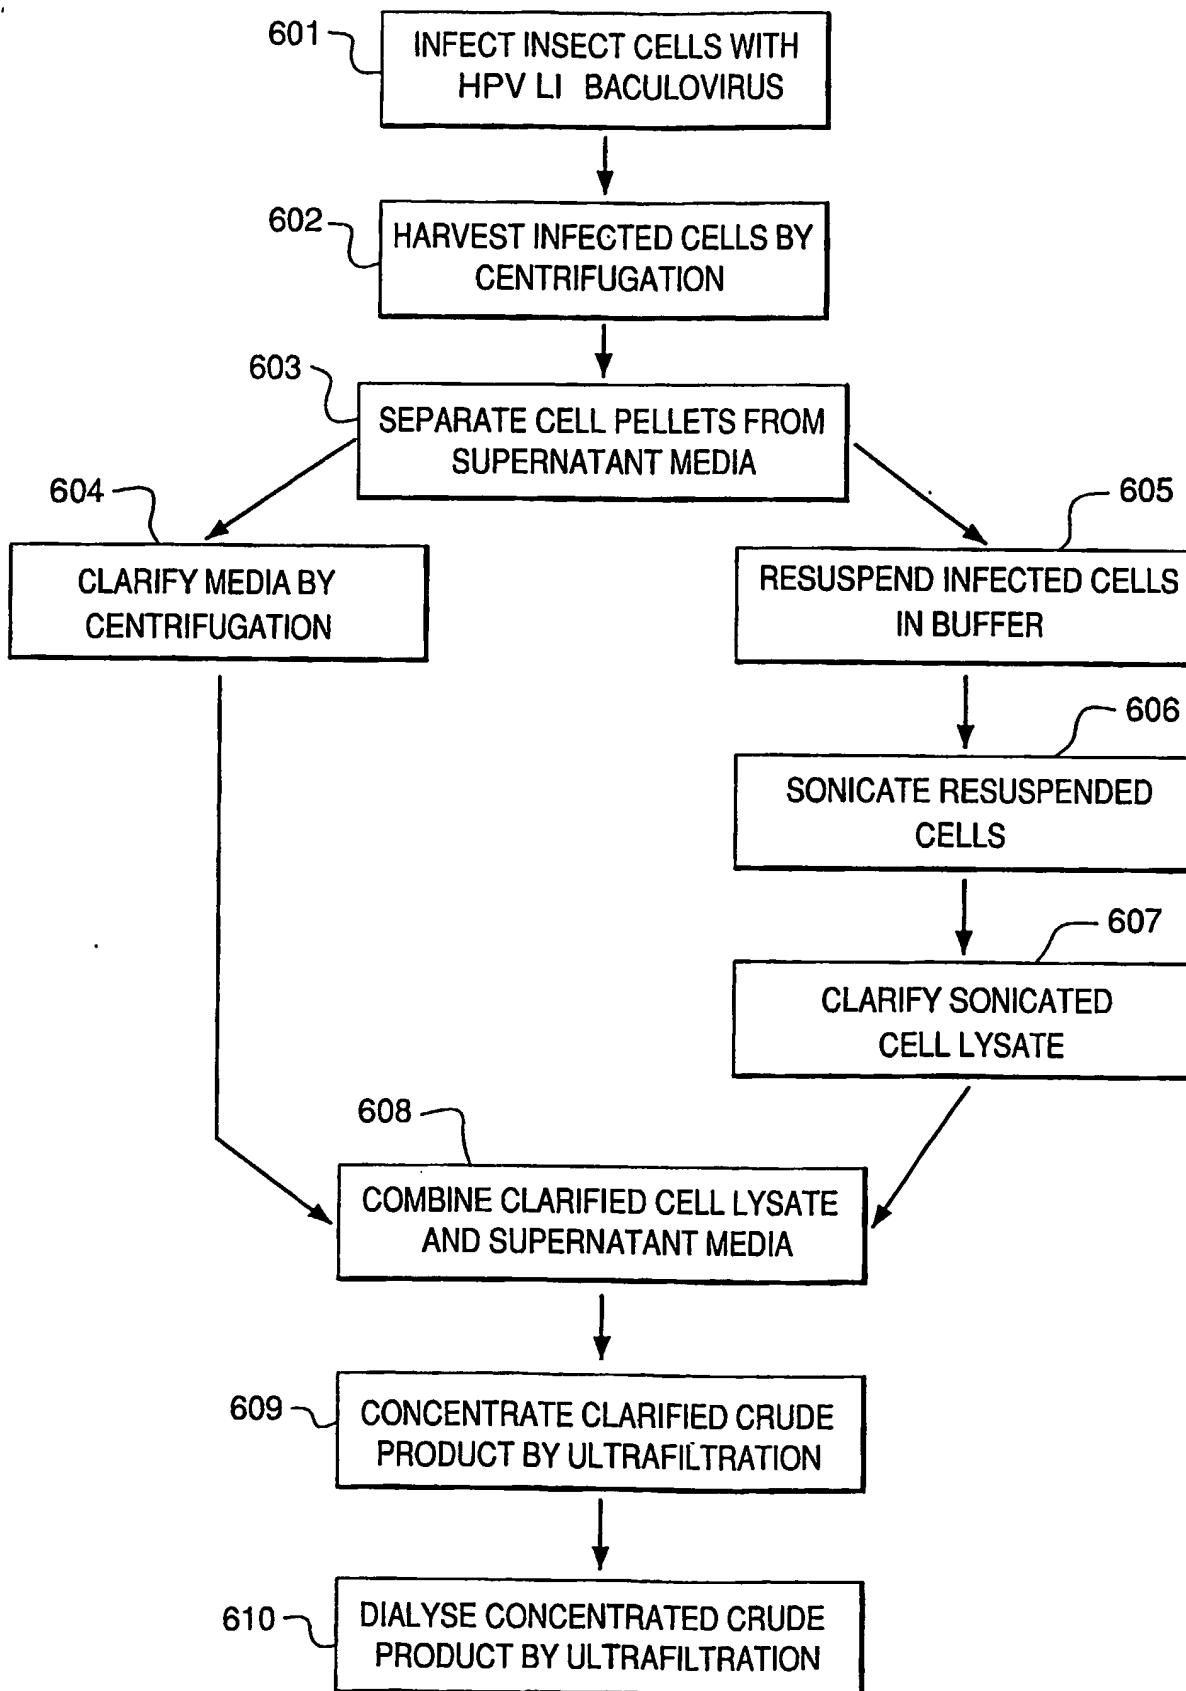 601
INFECT INSECT CELLS WITH
HPV LI BACULOVIRUS
602
HARVEST INFECTED CELLS BY
CENTRIFUGATION
603
SEPARATE CELL PELLETS FROM
SUPERNATANT MEDIA
604
CLARIFY MEDIA BY
CENTRIFUGATION
605
RESUSPEND INFECTED CELLS
IN BUFFER
606
SONICATE RESUSPENDED
CELLS
607
CLARIFY SONICATED
CELL LYSATE
608
COMBINE CLARIFIED CELL LYSATE
AND SUPERNATANT MEDIA
609
CONCENTRATE CLARIFIED CRUDE
PRODUCT BY ULTRAFILTRATION
610
DIALYSE CONCENTRATED CRUDE
PRODUCT BY ULTRAFILTRATION